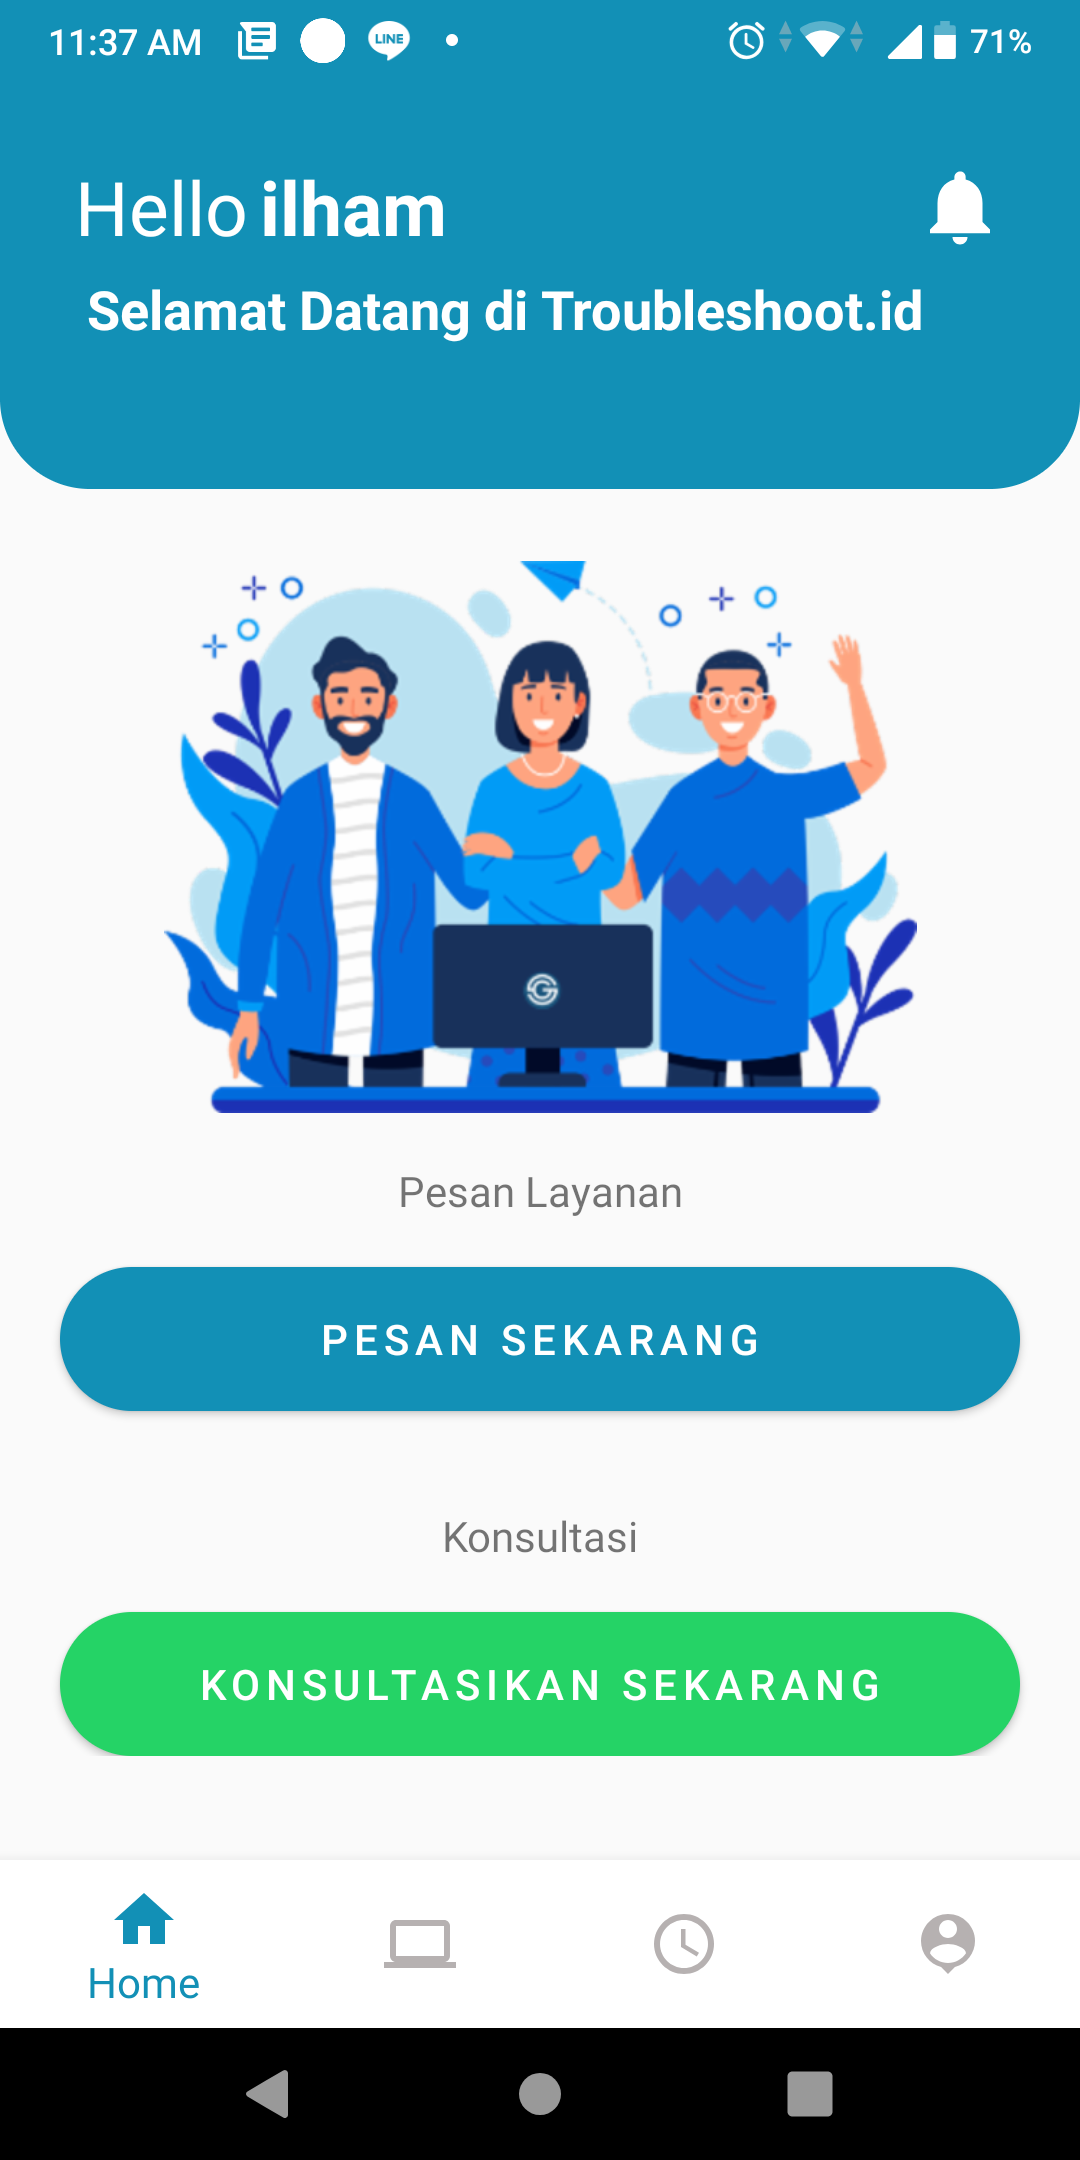 11:37 AM
LINE
71%
Hello ilham
Selamat Datang di Troubleshoot.id
Pesan Layanan
PESAN SEKARANG
Konsultasi
KONSULTASIKAN SEKARANG
Home